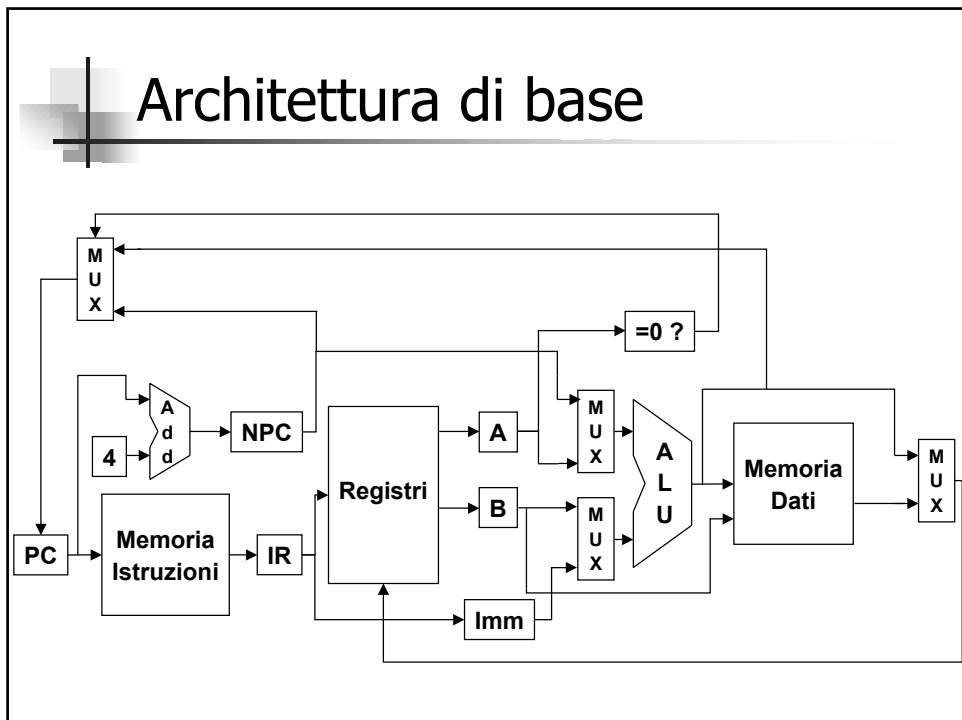 Architettura di base
M
U
X
=0 ?
A
d
d
4
NPC
PC
Memoria
Istruzioni
IR
Registri
A
B
Imm
M
U
X
M
U
X
A
L
U
Memoria
Dati
M
U
X